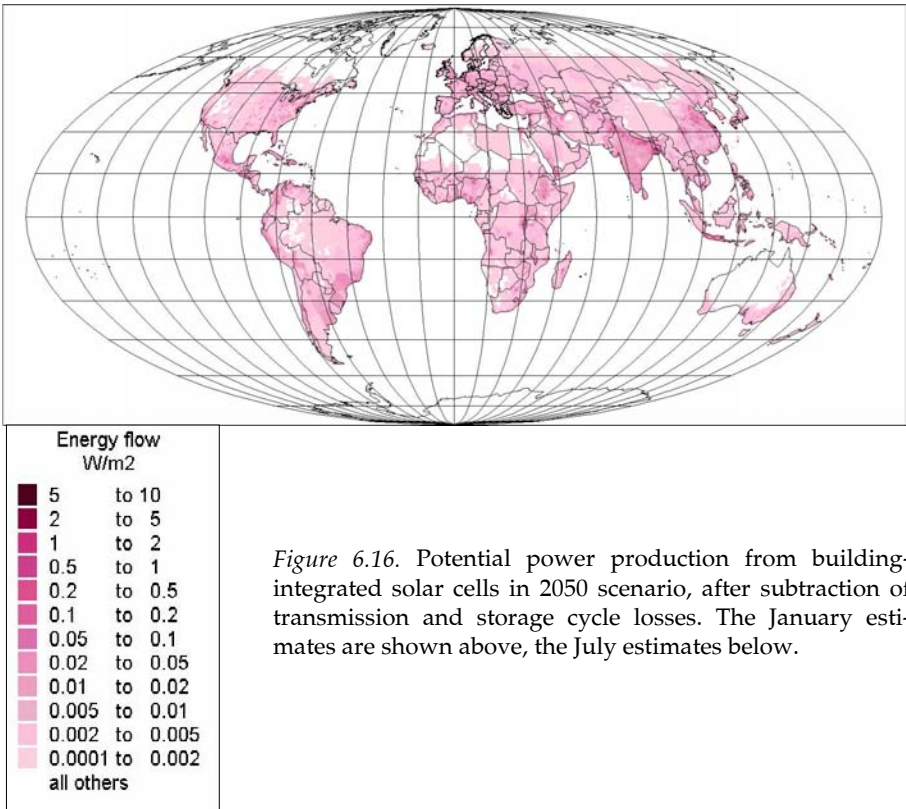 Energy flow
W/m2
5 to 10
2 to 5
1 to 2
0.5 to 1
0.2 to 0.5
0.1 to 0.2
0.05 to 0.1
0.02 to 0.05
0.01 to 0.02
0.005 to 0.01
0.002 to 0.005
0.0001 to 0.002
all others
Figure 6.16. Potential power production from building-
integrated solar cells in 2050 scenario, after subtraction of
transmission and storage cycle losses. The January esti-
mates are shown above, the July estimates below.